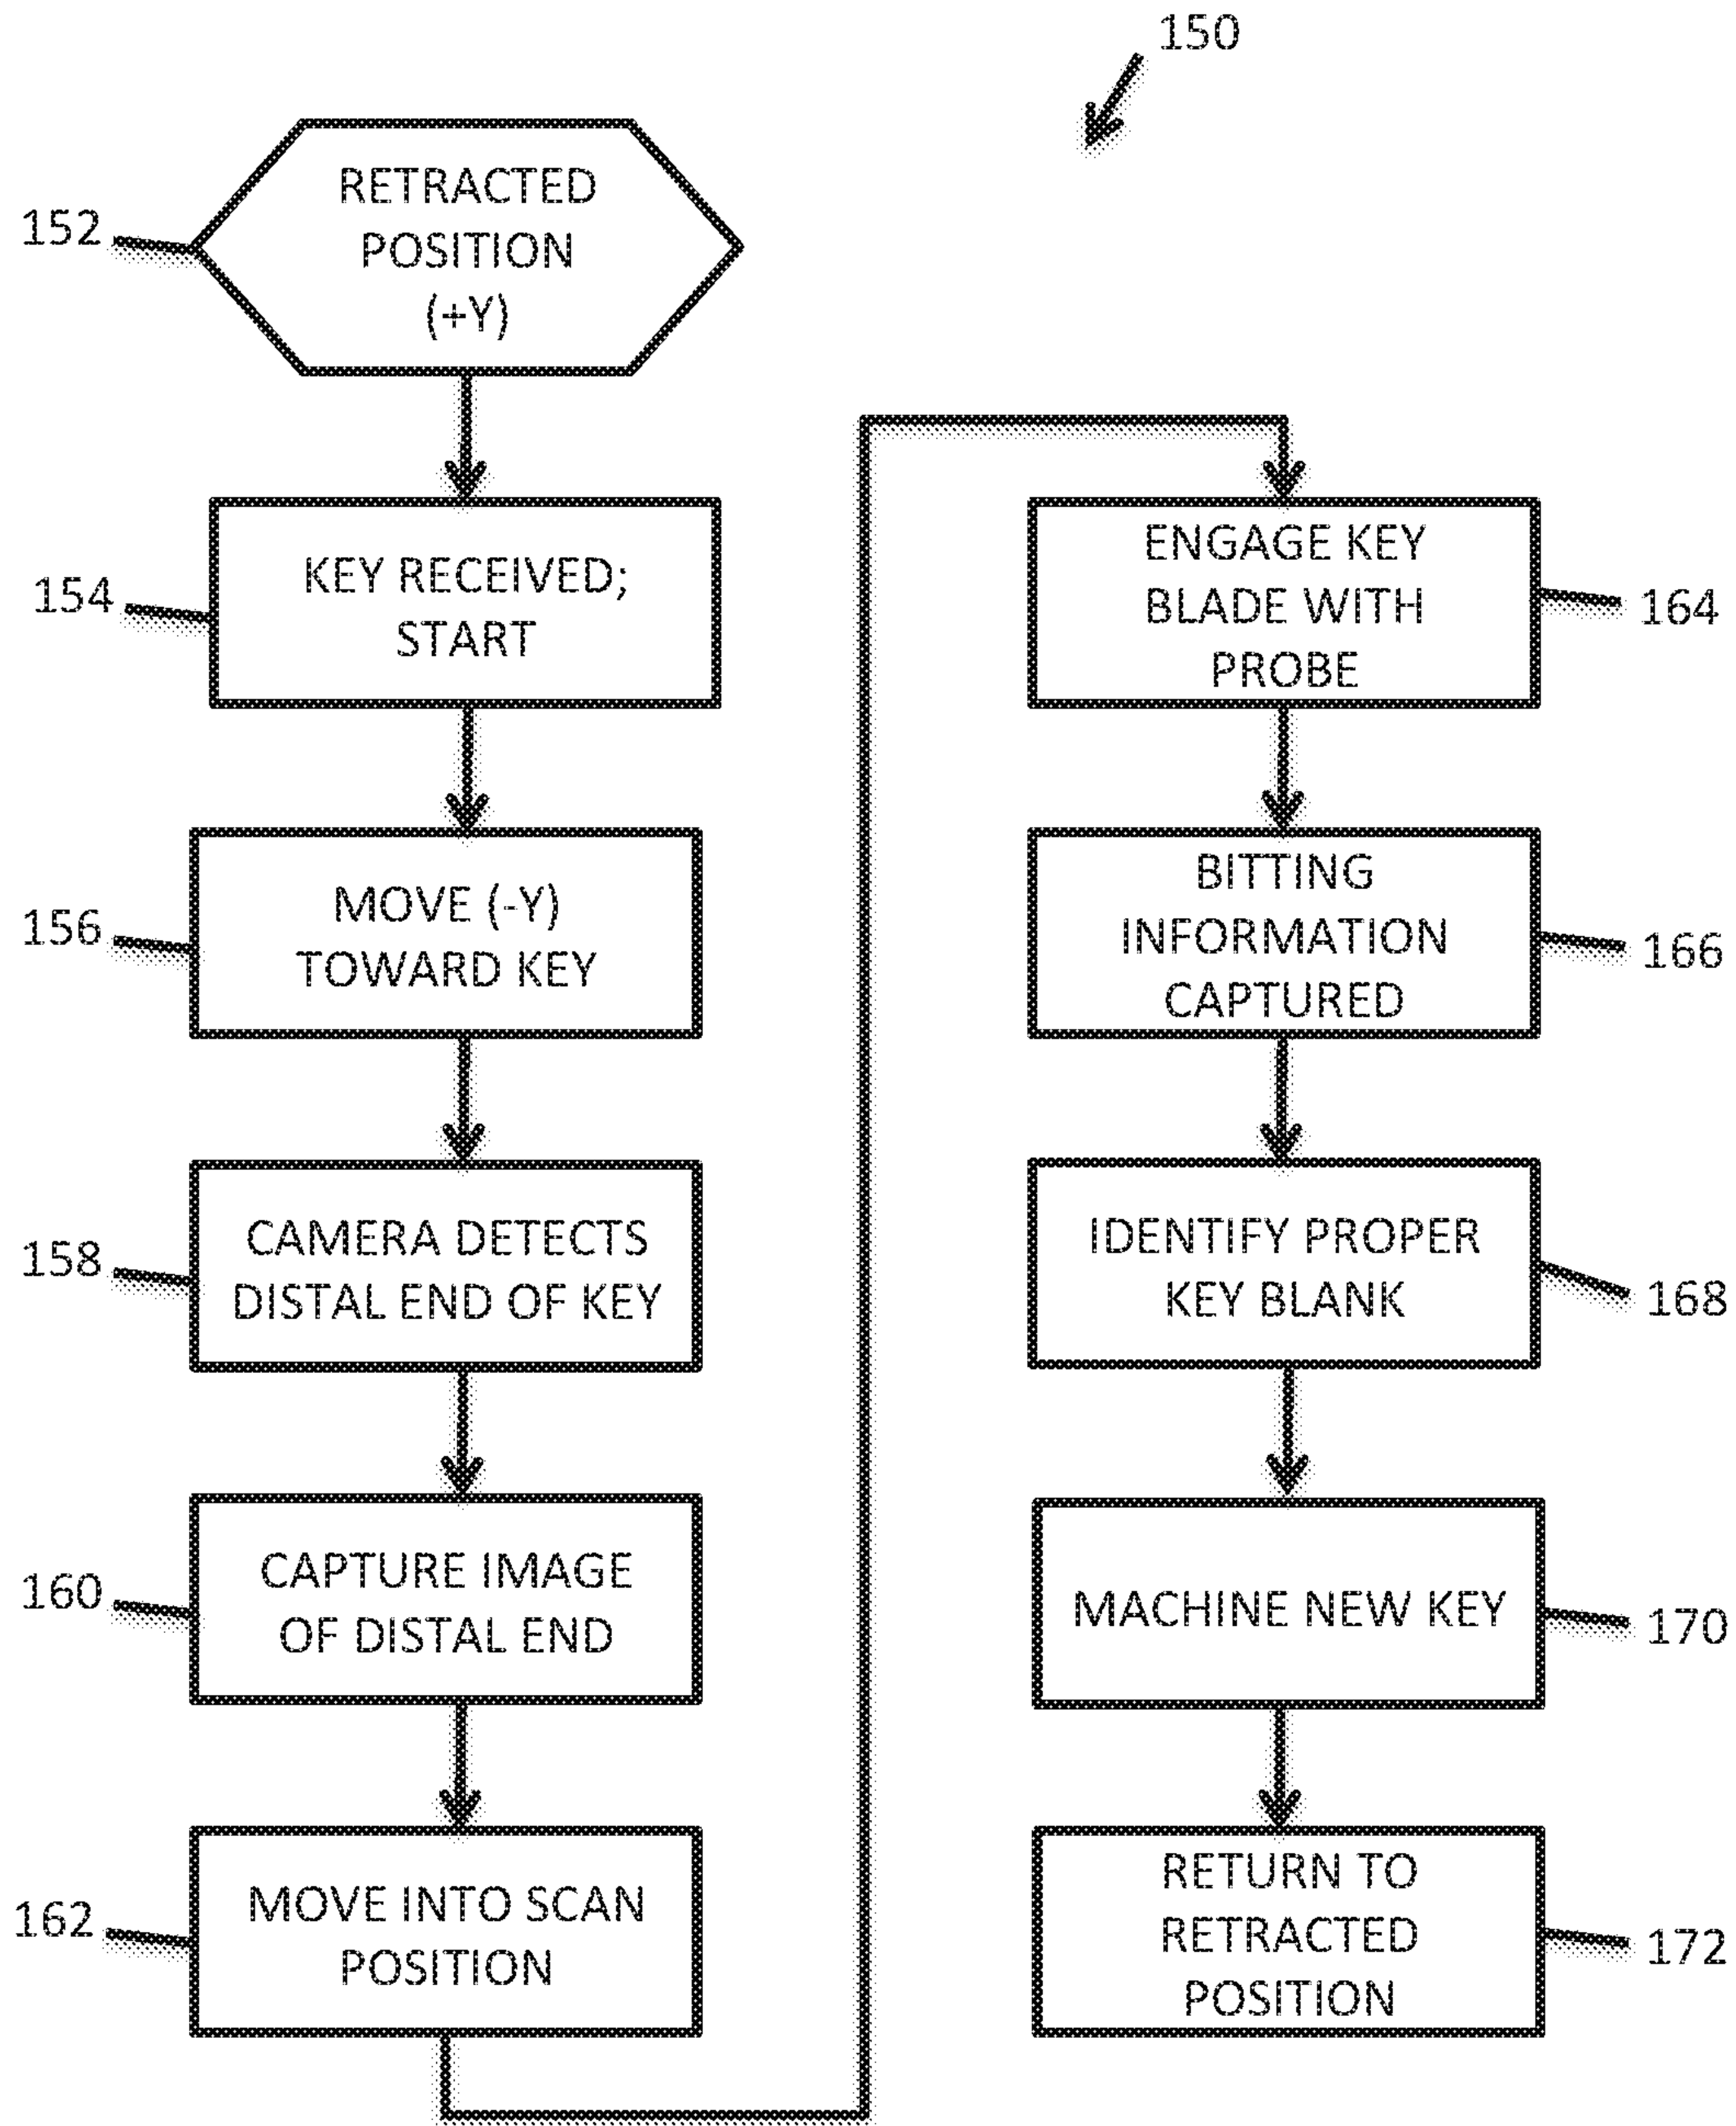 150
152
RETRACTED
POSITION
(+Y)
154
KEY RECEIVED;
START
156
MOVE (-Y)
TOWARD KEY
158
CAMERA DETECTS
DISTAL END OF KEY
160
CAPTURE IMAGE
OF DISTAL END
162
MOVE INTO SCAN
POSITION
ENGAGE KEY
BLADE WITH
PROBE
164
BITTING
INFORMATION
CAPTURED
166
IDENTIFY PROPER
KEY BLANK
168
MACHINE NEW KEY
170
RETURN TO
RETRACTED
POSITION
172